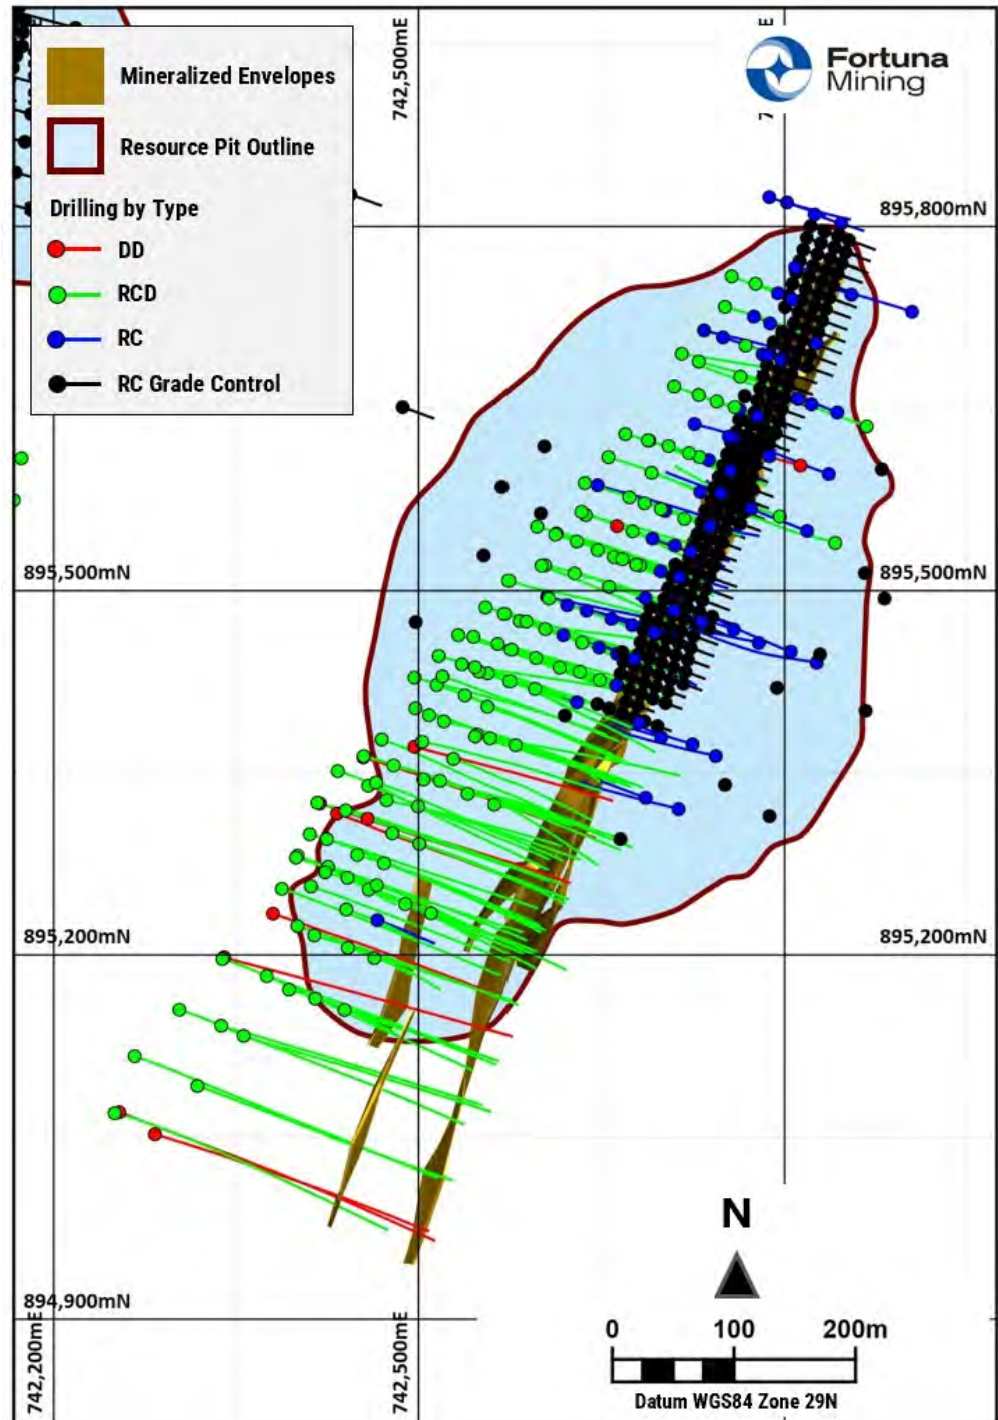 742,500mE
E
7
Fortuna
Mining
Mineralized Envelopes
Resource Pit Outline
Drilling by Type
DD
RCD
RC
RC Grade Control
895,800mN
895,500mN
895,500mN
895,200mN
895,200mN
894,900mN
742,200mE
742,500mE
N
0 100 200m
Datum WGS84 Zone 29N